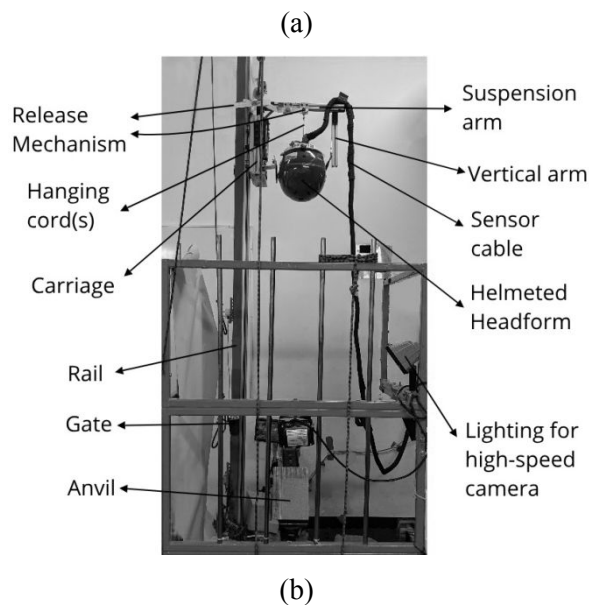 (a)
Release
Mechanism
Hanging
cord(s)
Carriage
Rail
Gate
Anvil
Suspension
arm
Vertical arm
Sensor
cable
Helmeted
Headform
Lighting for
high-speed
camera
(b)